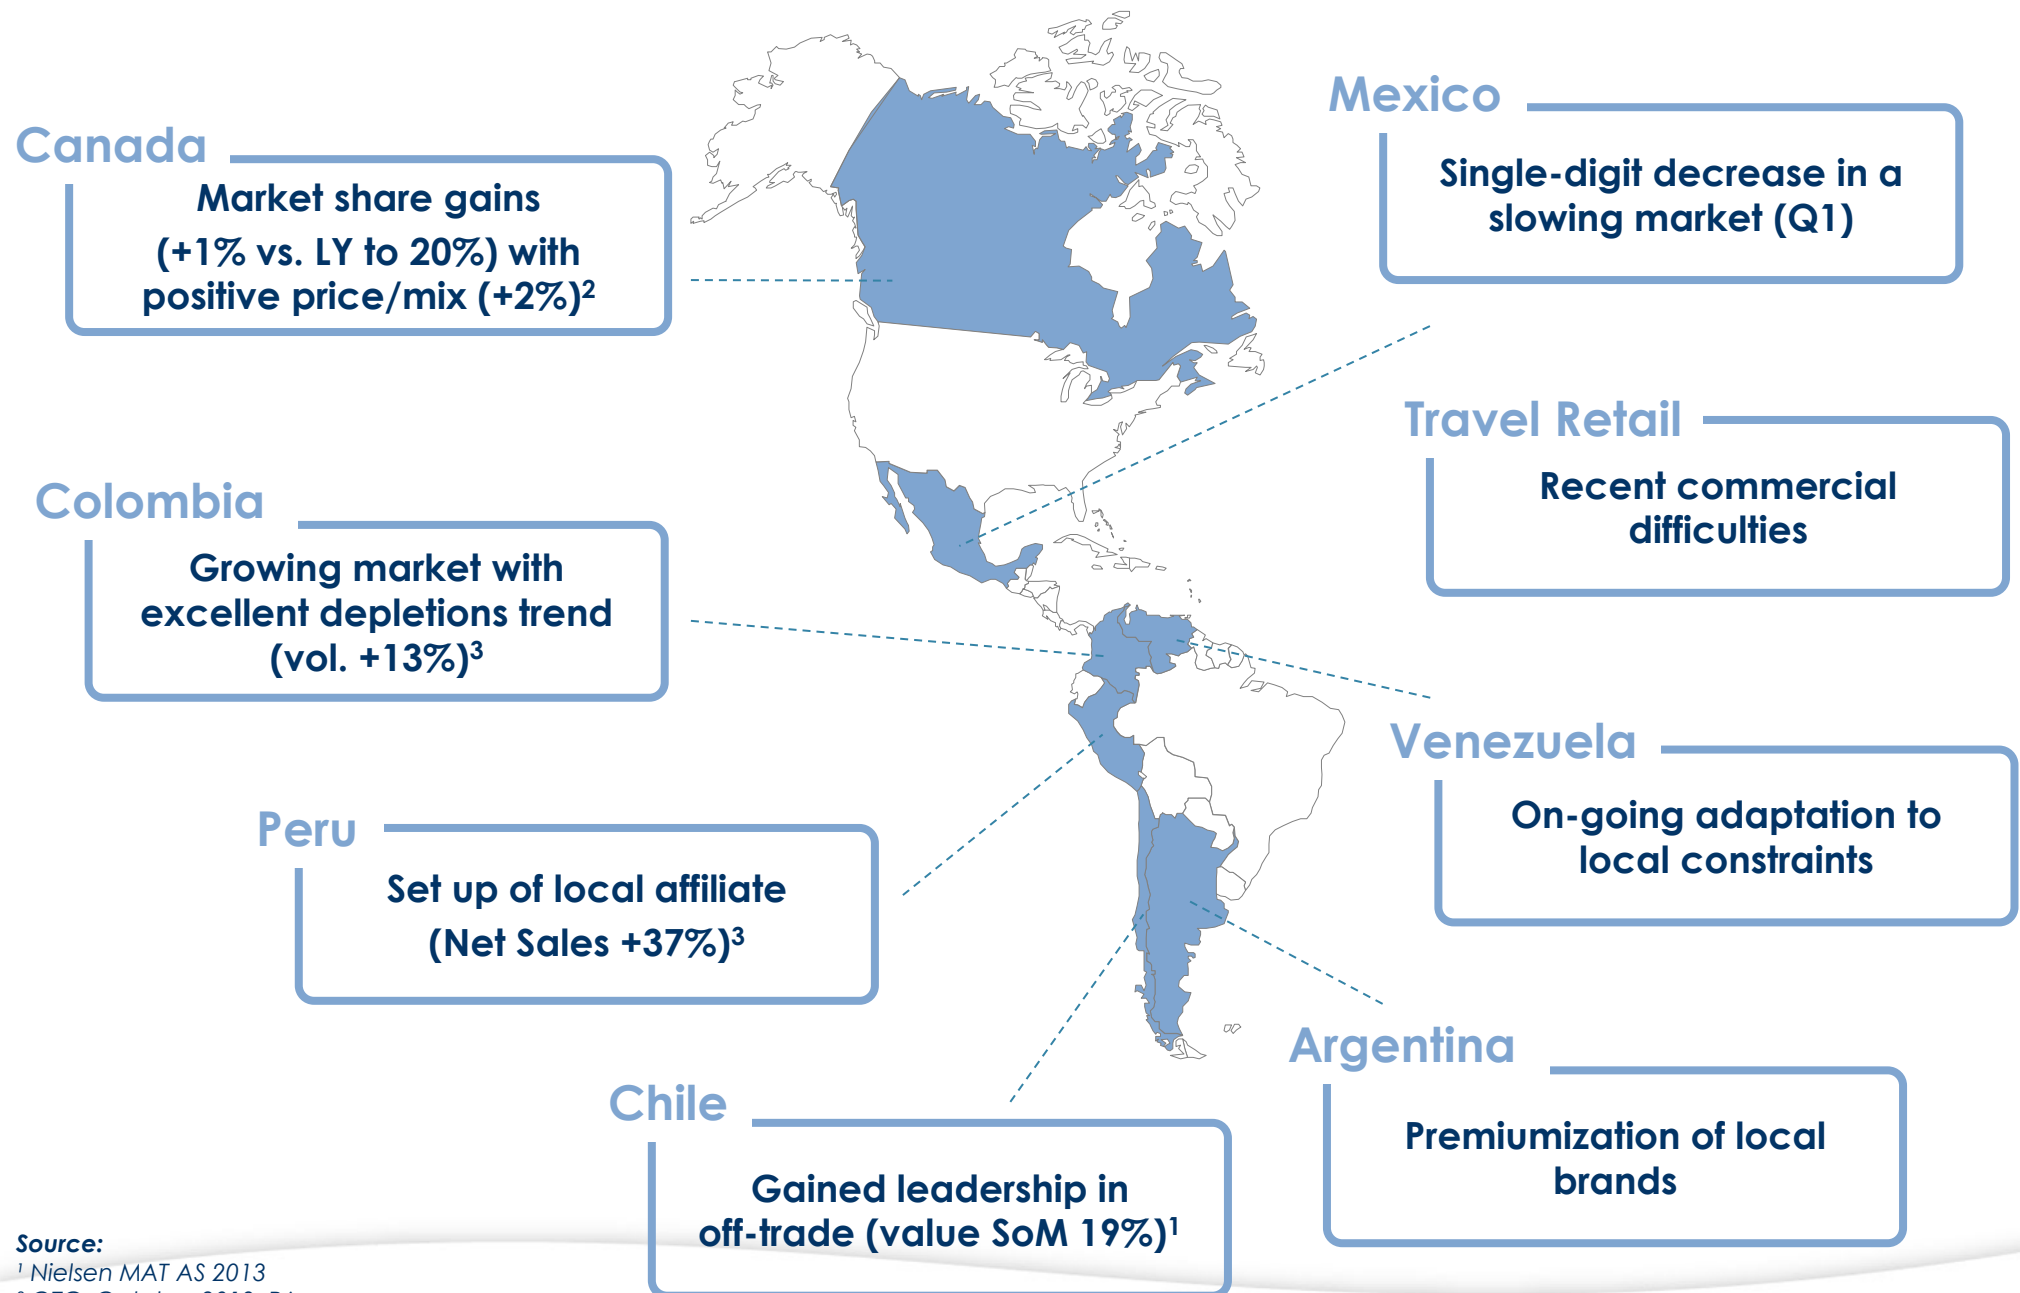 Canada
Market share gains
(+1% vs. LY to 20%) with
positive price/mix (+2%)²
Mexico
Single-digit decrease in a
slowing market (Q1)
Travel Retail
Recent commercial
difficulties
Colombia
Growing market with
excellent depletions trend
(vol. +13%)³
Venezuela
On-going adaptation to
local constraints
Peru
Set up of local affiliate
(Net Sales +37%)³
Argentina
Premiumization of local
brands
Chile
Gained leadership in
off-trade (value SoM 19%)¹
Source:
¹ Nielsen MAT AS 2013